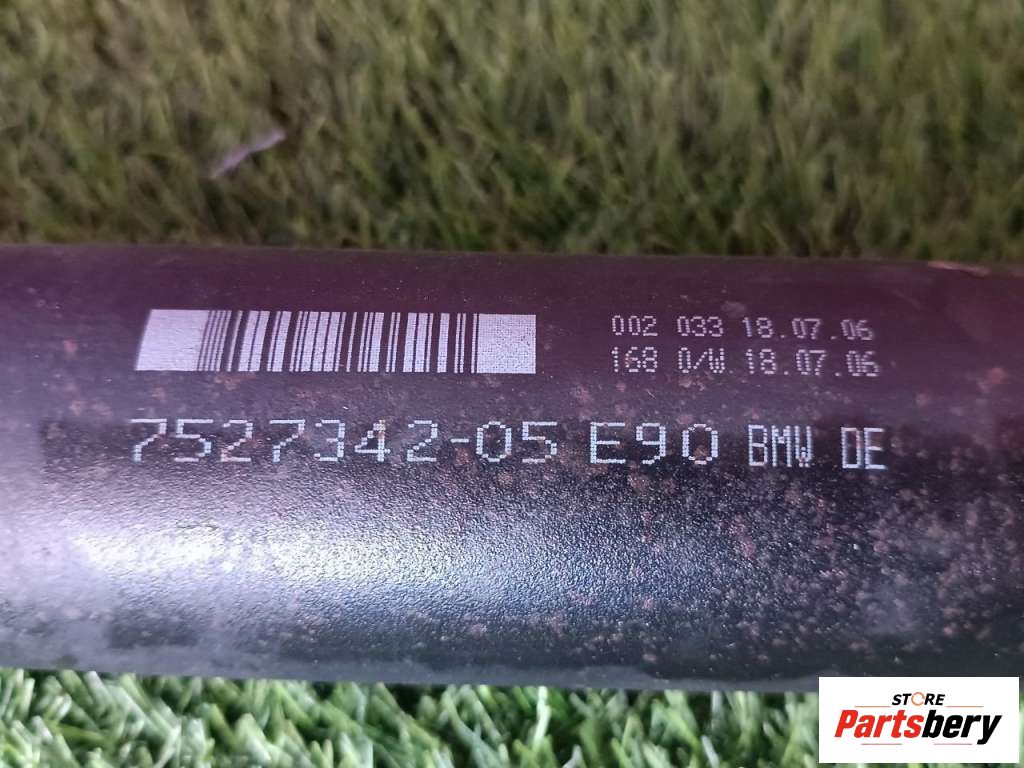 002 033 18.07.06
168 0/W 18.07.06
7527342-05 E90 BMW DE
STORE
Partsbery